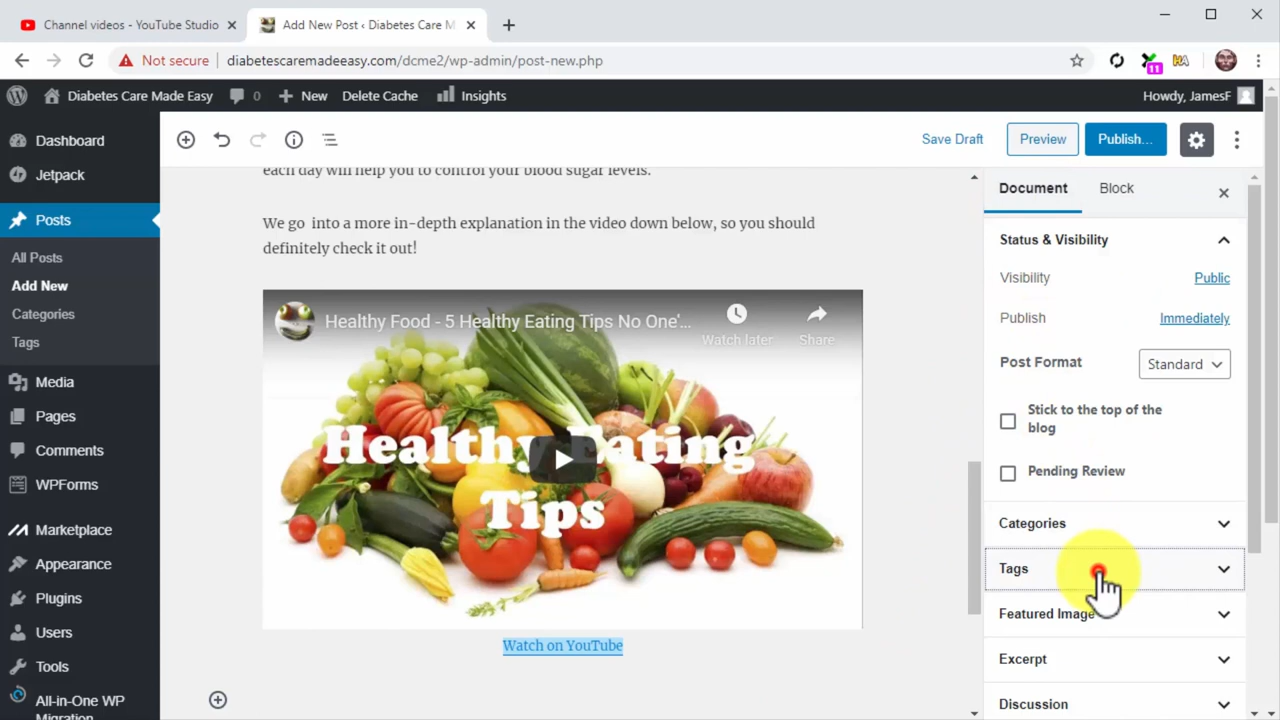 Channel videos - YouTube Studio
Add New Post ‹ Diabetes Care M
Not secure
diabetescaremadeeasy.com/dcme2/wp-admin/post-new.php
11
Diabetes Care Made Easy
0
New
Delete Cache
Insights
Howdy, JamesF
Dashboard
Jetpack
Posts
All Posts
Add New
Categories
Tags
Media
Pages
Comments
WPForms
Marketplace
Appearance
Plugins
Users
Tools
All-in-One WP
Migration
Save Draft
Preview
Publish...
each day will help you to control your blood sugar levels.
We go into a more in-depth explanation in the video down below, so you should
definitely check it out!
Healthy Food - 5 Healthy Eating Tips No One'...
Watch later
Share
Healthy Eating
Tips
Watch on YouTube
Document
Block
Status & Visibility
Visibility
Public
Publish
Immediately
Post Format
Standard
Stick to the top of the
blog
Pending Review
Categories
Tags
Featured Image
Excerpt
Discussion